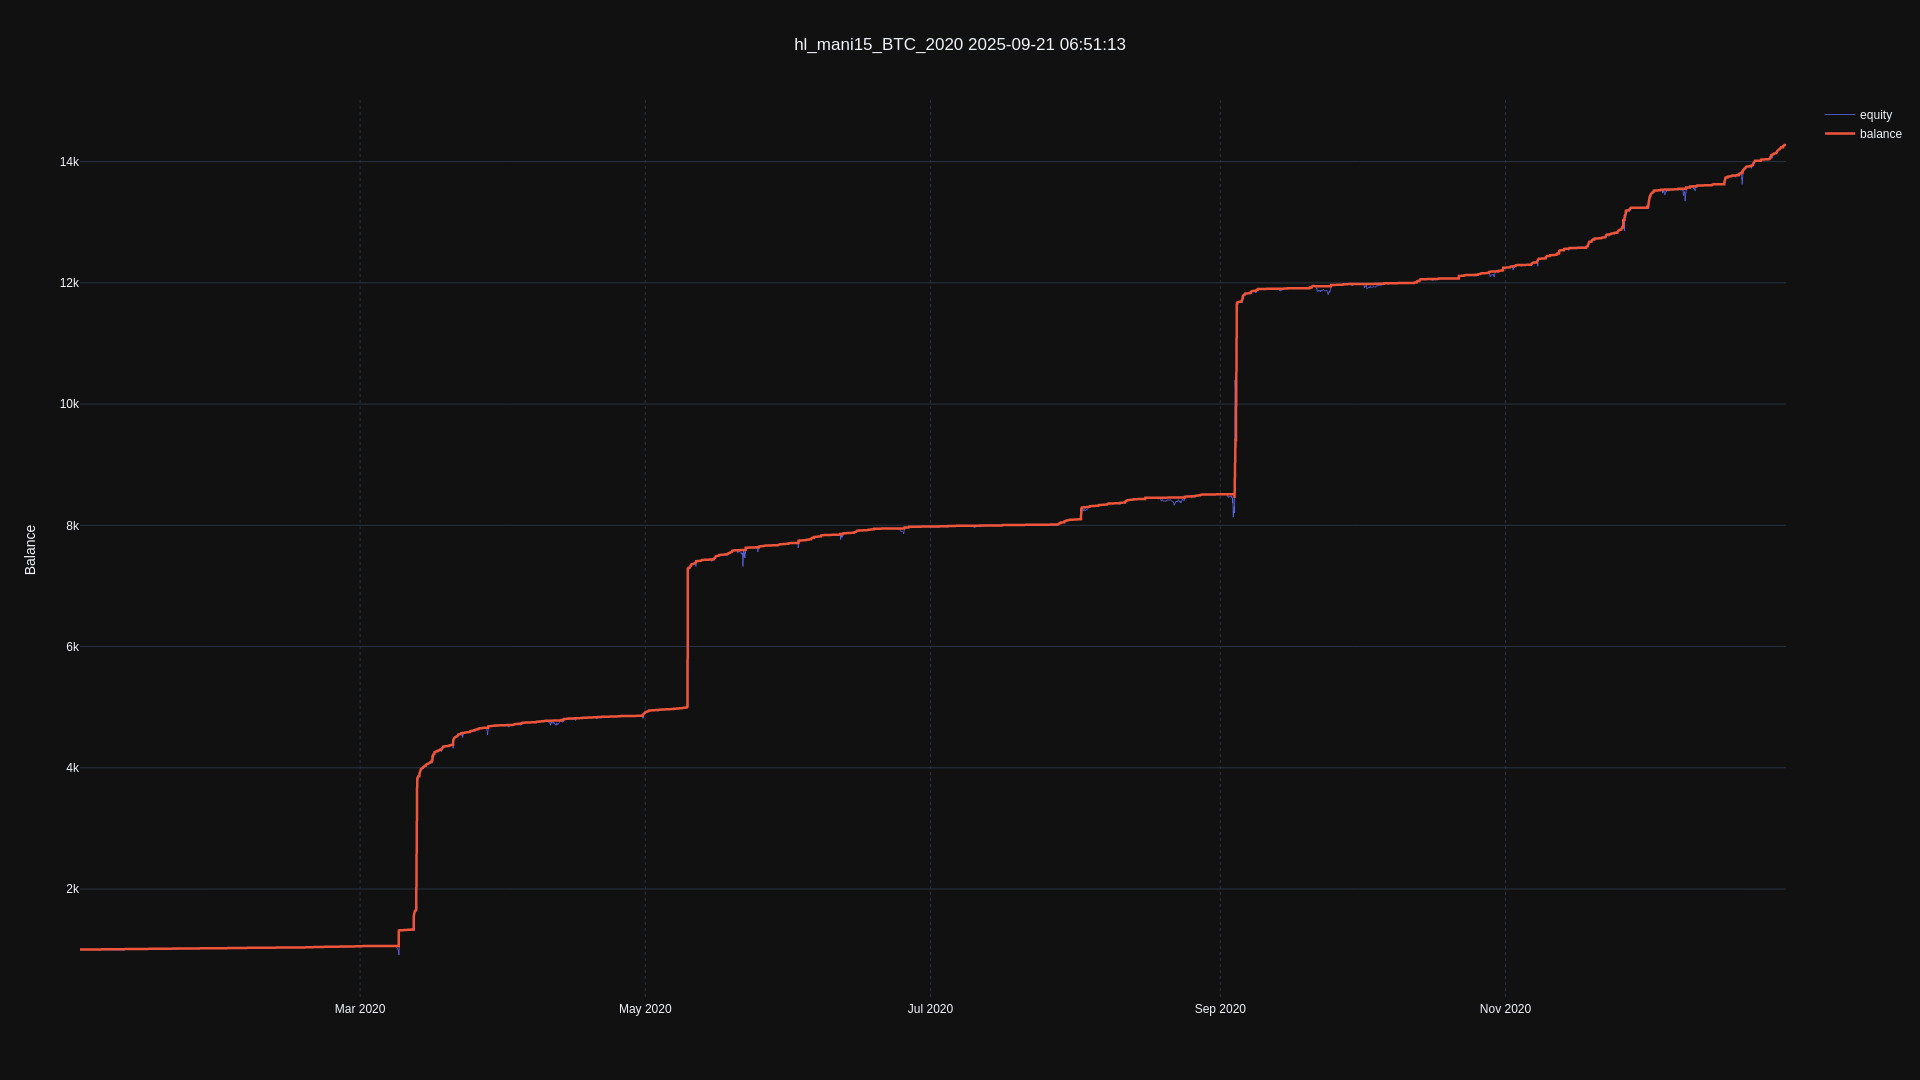 hl_mani15_BTC_2020 2025-09-21 06:51:13
equity
balance
14k
12k
10k
8k
6k
4k
2k
Balance
Mar 2020
May 2020
Jul 2020
Sep 2020
Nov 2020